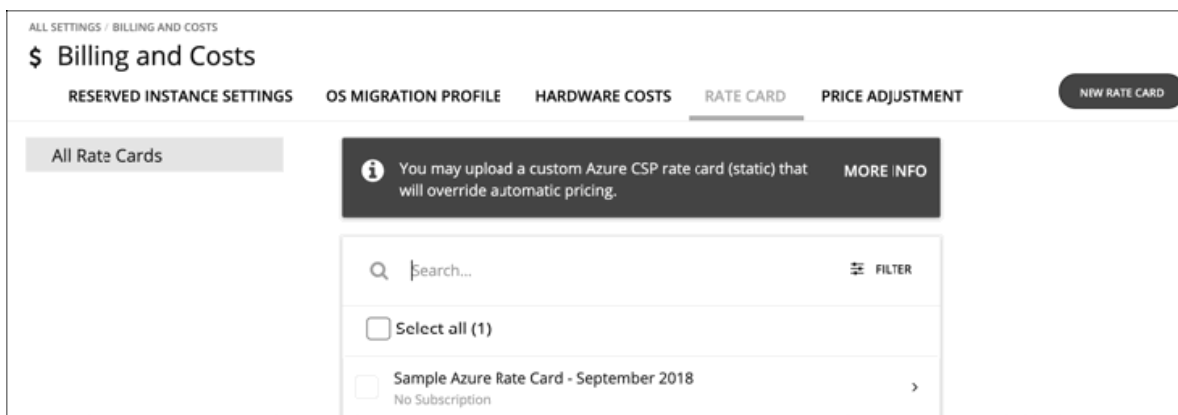 ALL SETTINGS / BILLING AND COSTS
$ Billing and Costs
RESERVED INSTANCE SETTINGS OS MIGRATION PROFILE HARDWARE COSTS RATE CARD PRICE ADJUSTMENT NEW RATE CARD
All Rate Cards
You may upload a custom Azure CSP rate card (static) that MORE INFO
will override automatic pricing.
Search... FILTER
Select all (1)
Sample Azure Rate Card - September 2018
No Subscription